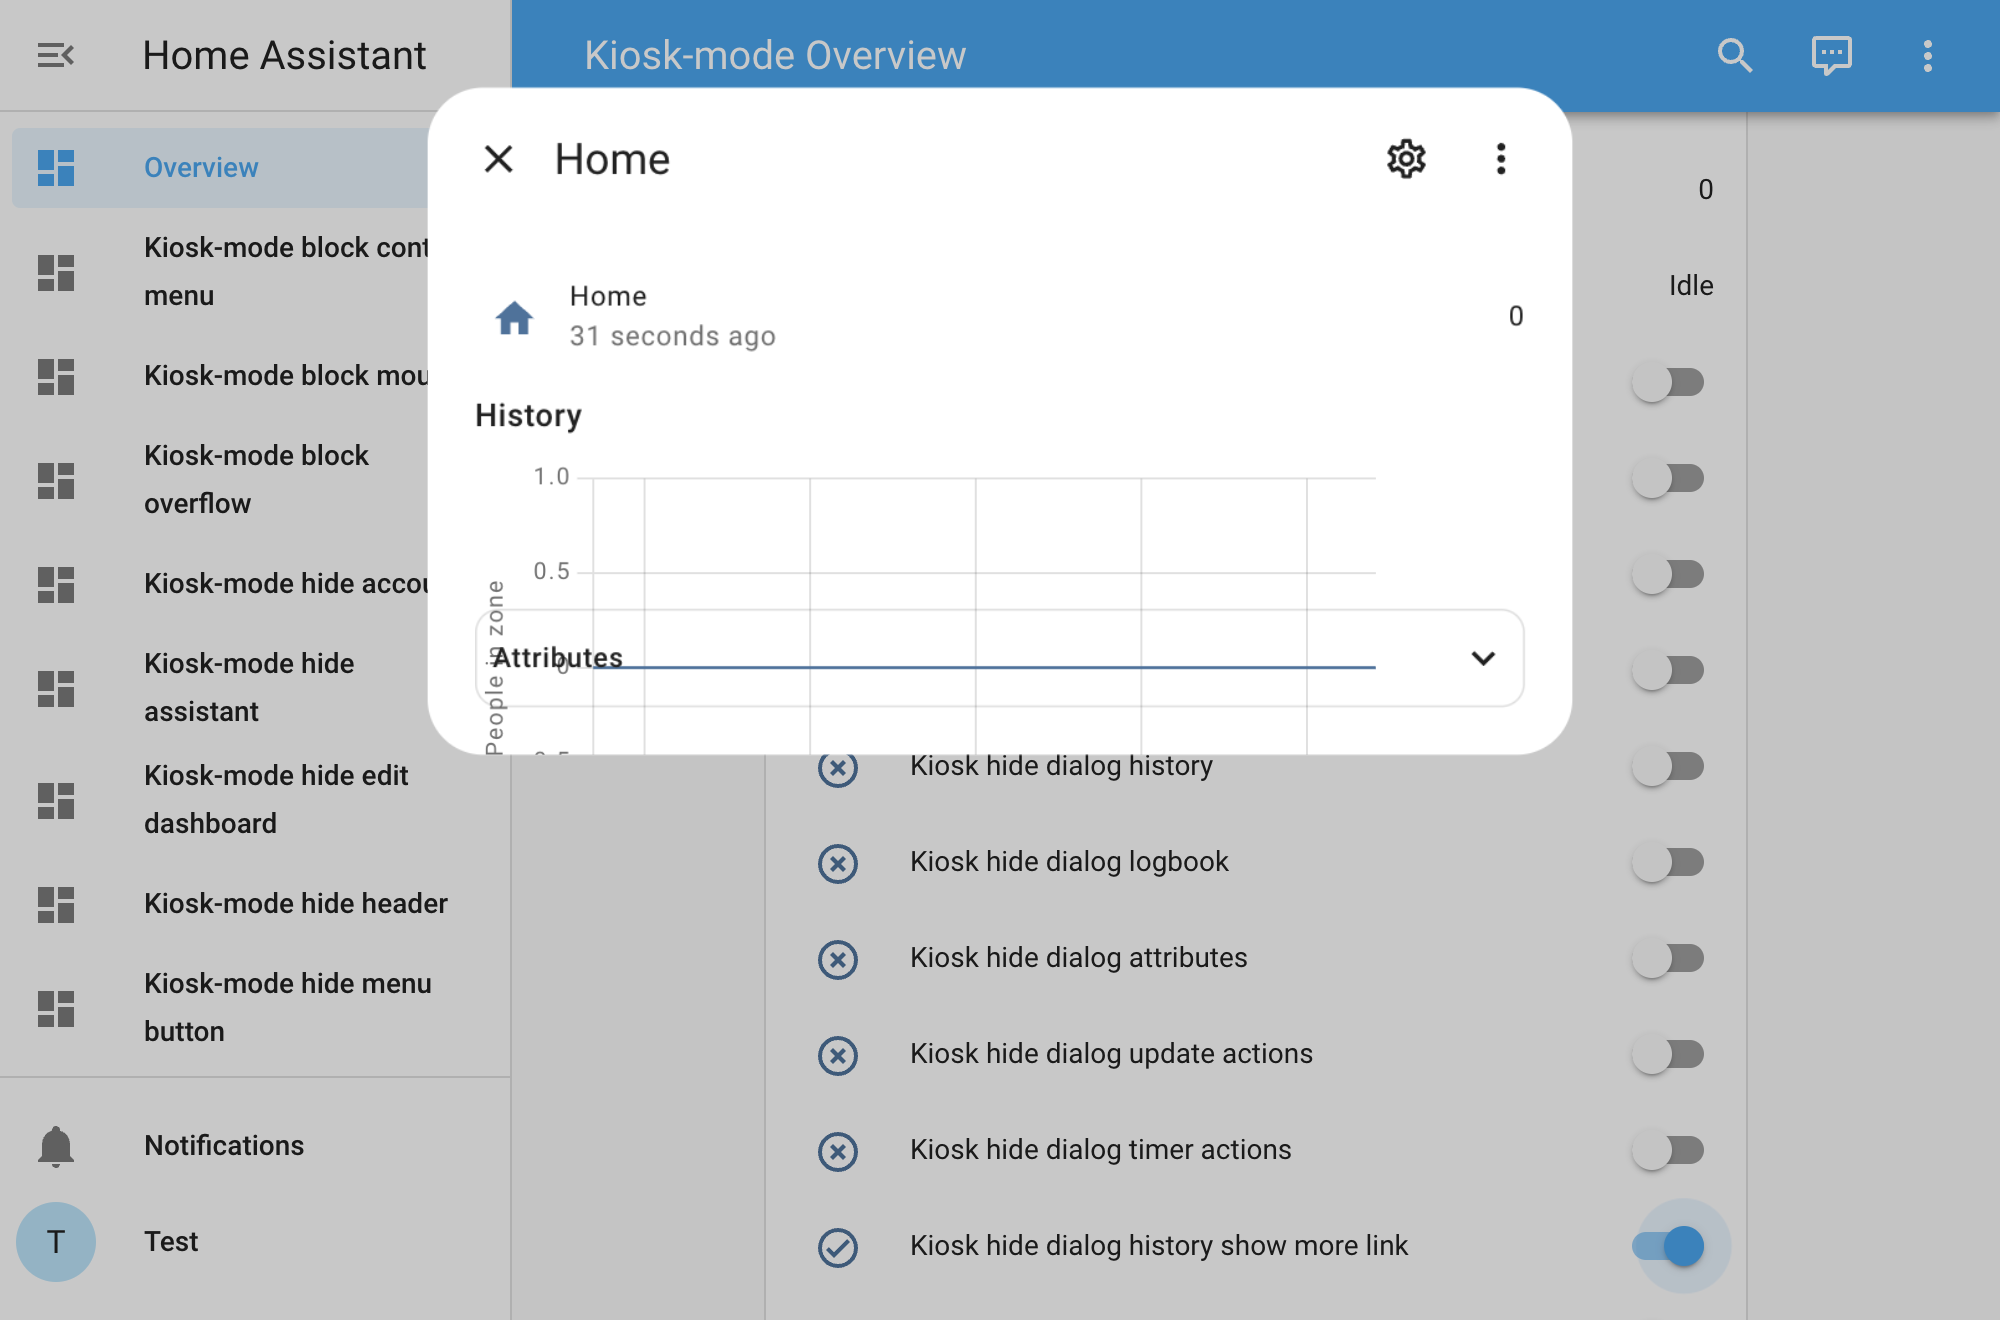 Home Assistant
Kiosk-mode Overview
Overview
Kiosk-mode block cont
menu
Kiosk-mode block mou
Kiosk-mode block
overflow
Kiosk-mode hide accou
Kiosk-mode hide
assistant
Kiosk-mode hide edit
dashboard
Kiosk-mode hide header
Kiosk-mode hide menu
button
Notifications
T
Test
Home
Home
31 seconds ago
0
History
1.0
0.5
0
People in zone
Attributes
0
Idle
Kiosk hide dialog history
Kiosk hide dialog logbook
Kiosk hide dialog attributes
Kiosk hide dialog update actions
Kiosk hide dialog timer actions
Kiosk hide dialog history show more link